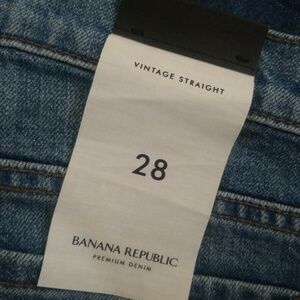 VINTAGE STRAIGHT
28
BANANA REPUBLIC
PREMIUM DENIM